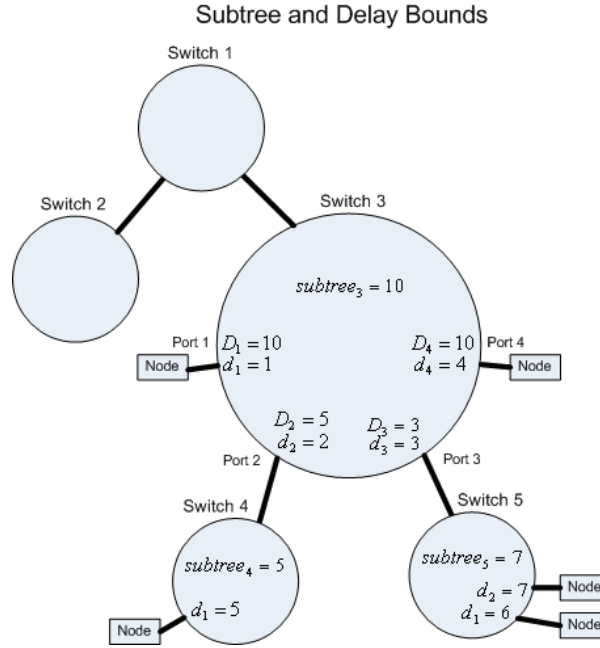 Subtree and Delay Bounds
Switch 1
Switch 2
Switch 3
subtree₃ = 10
Port 1
D₁ = 10
d₁ = 1
Node
D₄ = 10
d₄ = 4
Port 4
Node
D₂ = 5
d₂ = 2
D₃ = 3
d₃ = 3
Port 2
Port 3
Switch 4
subtree₄ = 5
d₁ = 5
Node
Switch 5
subtree₅ = 7
d₂ = 7
Node
d₁ = 6
Node